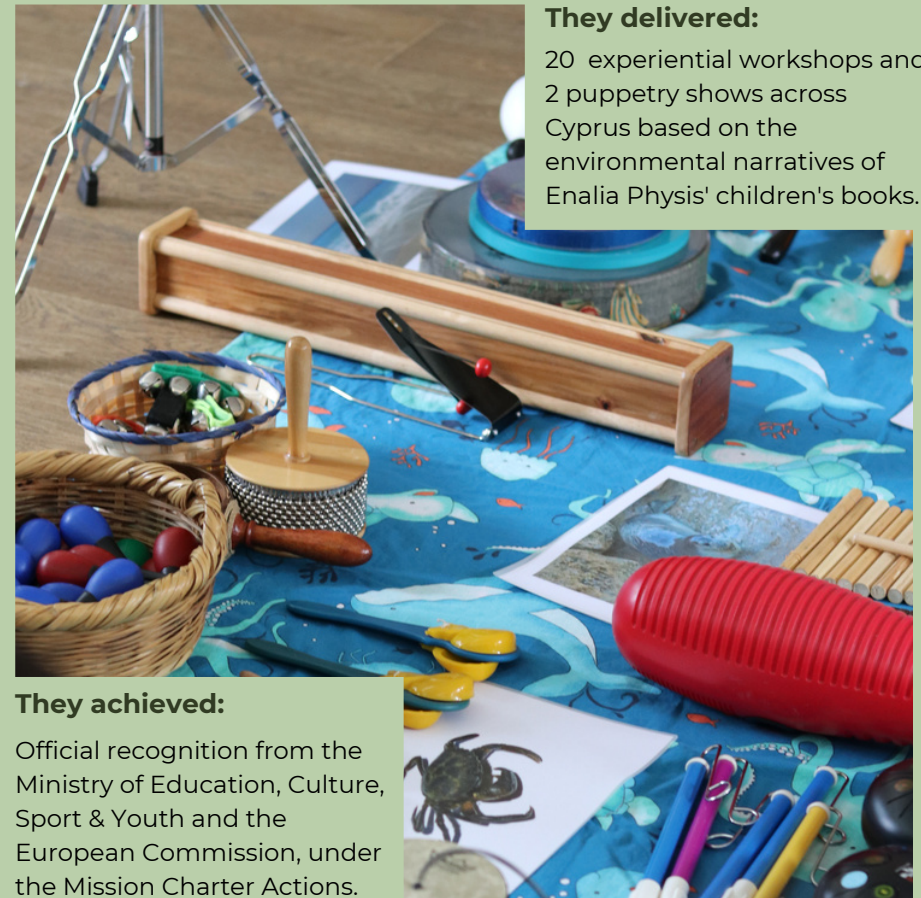 They delivered:
20 experiential workshops and
2 puppetry shows across
Cyprus based on the
environmental narratives of
Enalia Physis' children's books.
They achieved:
Official recognition from the
Ministry of Education, Culture,
Sport & Youth and the
European Commission, under
the Mission Charter Actions.